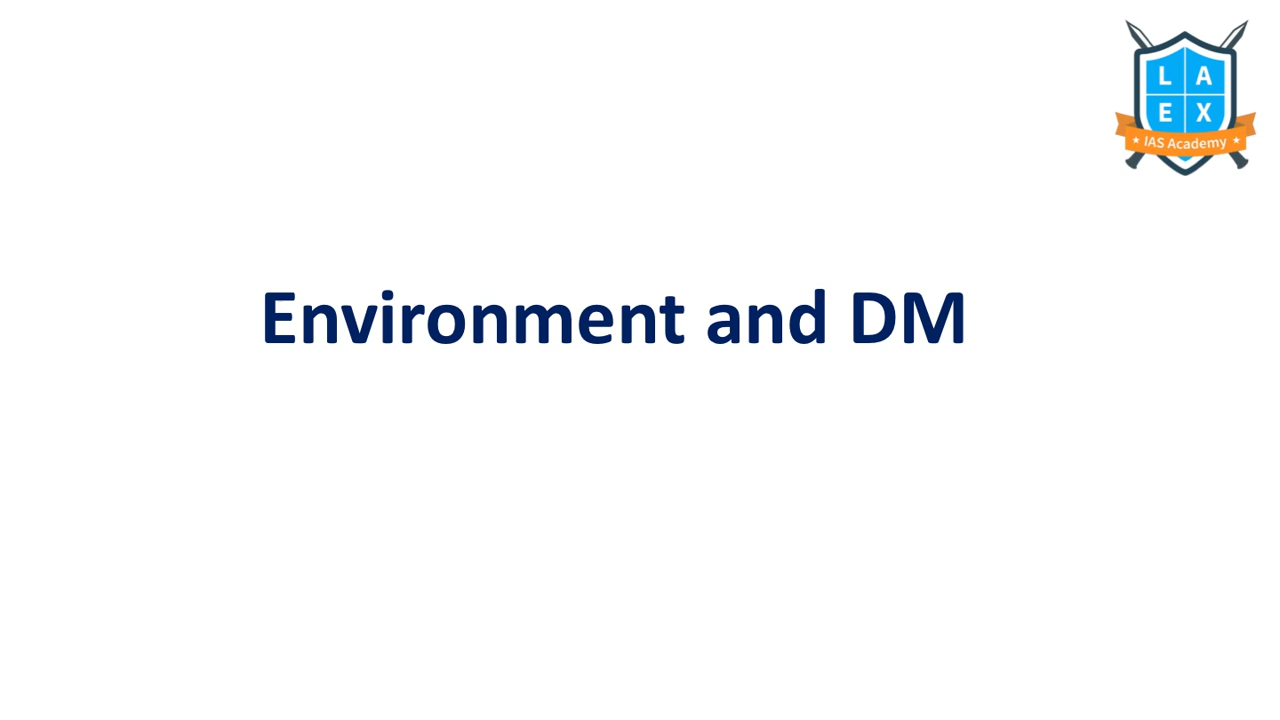 L A
E X
★ IAS Academy ★
Environment and DM